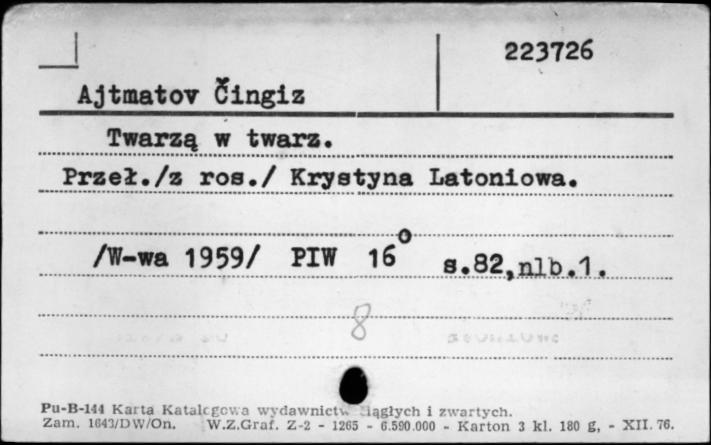 223726
Ajtmatov Čingiz
Twarzą w twarz.
Przeł./z ros./ Krystyna Latoniowa.
/W-wa 1959/ PIW 16° s.82,nlb.1.
8
Pu-B-144 Karta Katalogowa wydawnictw ciągłych i zwartych.
Zam. 1643/DW/On. W.Z.Graf. Z-2 - 1265 - 6.590.000 - Karton 3 kl. 180 g, - XII. 76.